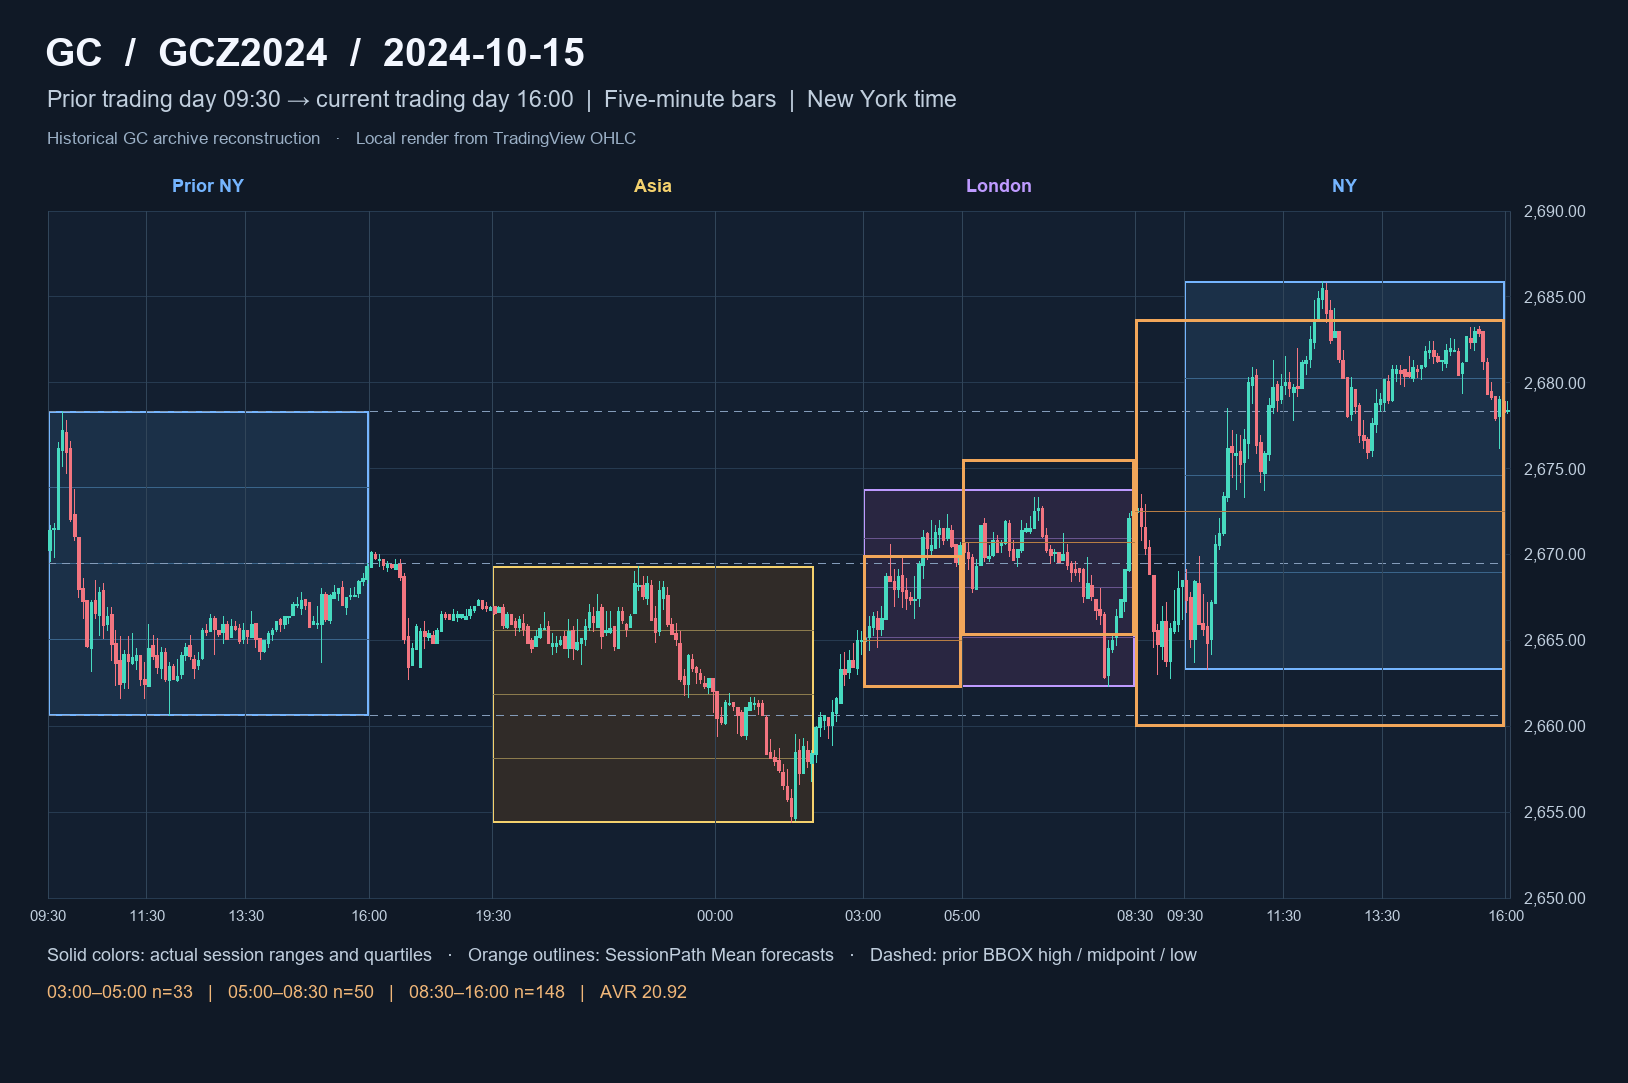 GC / GCZ2024 / 2024-10-15
Prior trading day 09:30 → current trading day 16:00 | Five-minute bars | New York time
Historical GC archive reconstruction · Local render from TradingView OHLC
Prior NY Asia London NY
2,690.00
2,685.00
2,680.00
2,675.00
2,670.00
2,665.00
2,660.00
2,655.00
2,650.00
09:30 11:30 13:30 16:00 19:30 00:00 03:00 05:00 08:30 09:30 11:30 13:30 16:00
Solid colors: actual session ranges and quartiles · Orange outlines: SessionPath Mean forecasts · Dashed: prior BBOX high / midpoint / low
03:00–05:00 n=33 | 05:00–08:30 n=50 | 08:30–16:00 n=148 | AVR 20.92